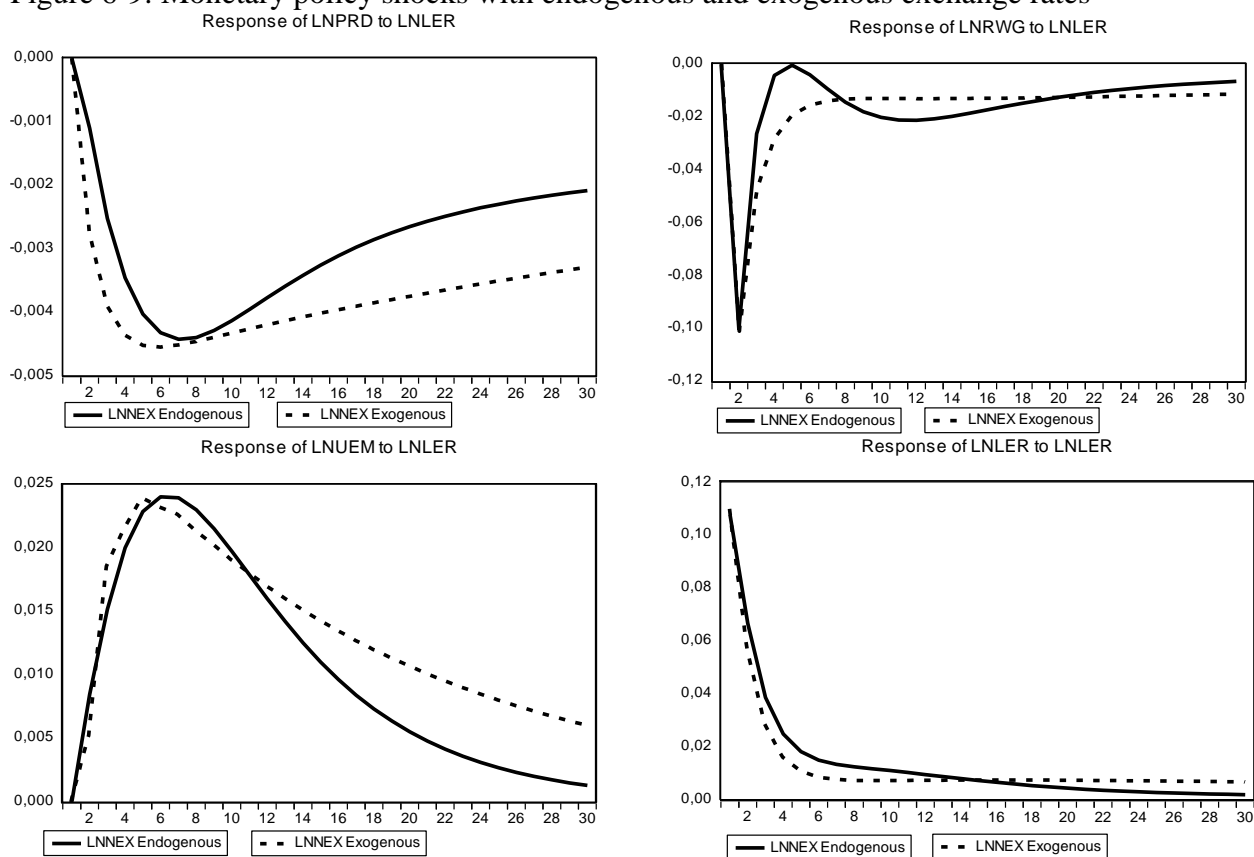 Figure 8-9: Monetary policy shocks with endogenous and exogenous exchange rates
Response of LNPRD to LNLER
0,000
-0,001
-0,002
-0,003
-0,004
-0,005
2 4 6 8 10 12 14 16 18 20 22 24 26 28 30
LNNEX Endogenous LNNEX Exogenous
Response of LNRWG to LNLER
0,00
-0,02
-0,04
-0,06
-0,08
-0,10
-0,12
2 4 6 8 10 12 14 16 18 20 22 24 26 28 30
LNNEX Endogenous LNNEX Exogenous
Response of LNUEM to LNLER
0,025
0,020
0,015
0,010
0,005
0,000
2 4 6 8 10 12 14 16 18 20 22 24 26 28 30
LNNEX Endogenous LNNEX Exogenous
Response of LNLER to LNLER
0,12
0,10
0,08
0,06
0,04
0,02
0,00
2 4 6 8 10 12 14 16 18 20 22 24 26 28 30
LNNEX Endogenous LNNEX Exogenous